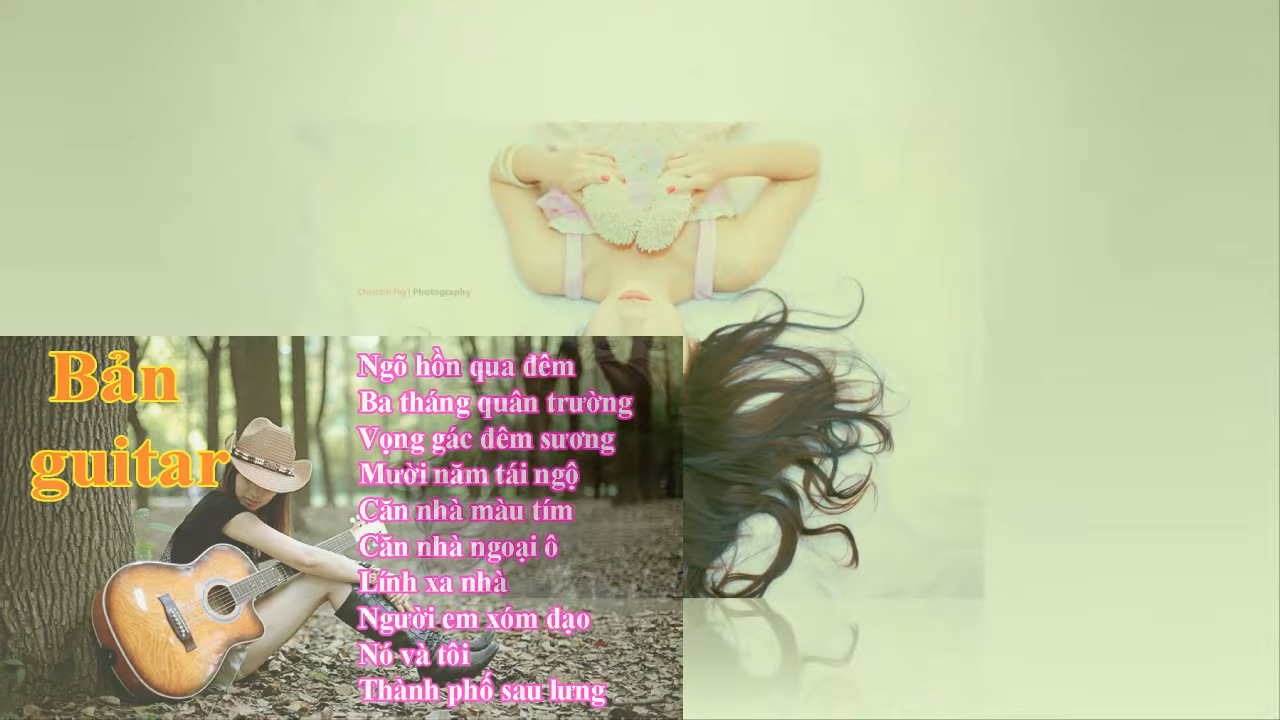 Photography
Bản
guitar
Ngõ hồn qua đêm
Ba tháng quân trường
Vọng gác đêm sương
Mười năm tái ngộ
Căn nhà màu tím
Căn nhà ngoại ô
Lính xa nhà
Người em xóm đạo
Nó và tôi
Thành phố sau lưng